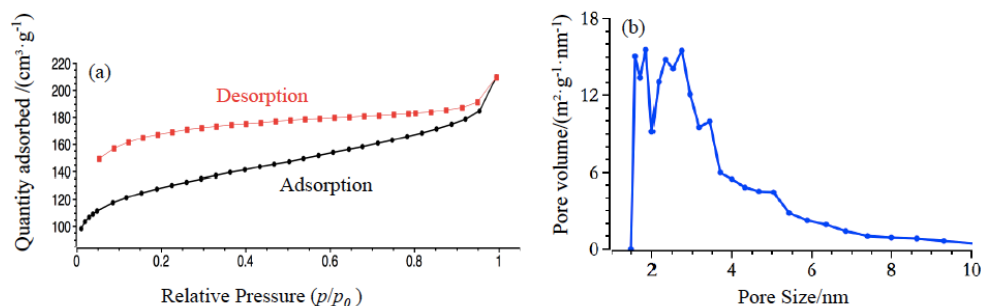 (a)
Quantity adsorbed /(cm³·g⁻¹)
220
200
180
160
140
120
100
Desorption
Adsorption
0 0.2 0.4 0.6 0.8 1
Relative Pressure (p/p₀ )
(b)
Pore volume/(m²·g⁻¹·nm⁻¹)
18
12
6
0
2 4 6 8 10
Pore Size/nm